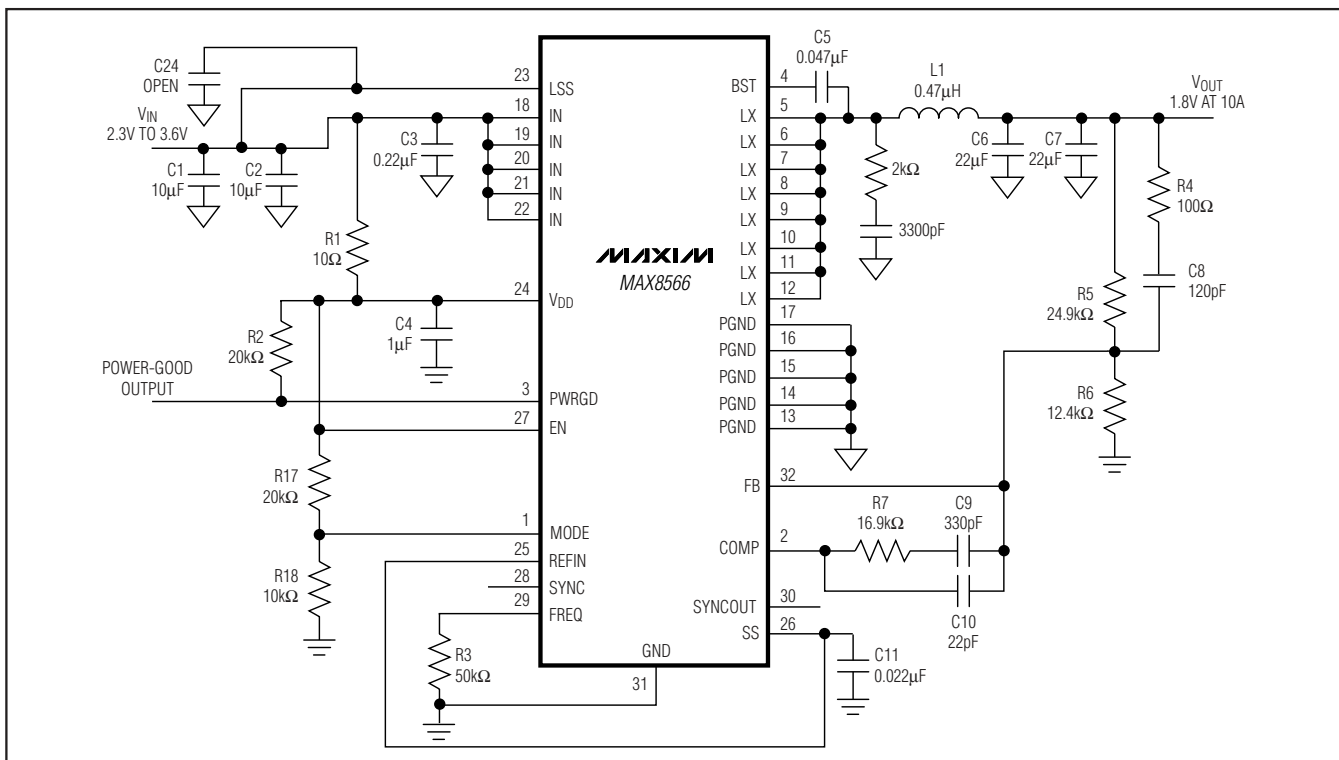 C24
OPEN
VIN
2.3V TO 3.6V
C1
10µF
C2
10µF
C3
0.22µF
R1
10Ω
R2
20kΩ
C4
1µF
POWER-GOOD
OUTPUT
R17
20kΩ
R18
10kΩ
R3
50kΩ
23
18
19
20
21
22
24
3
27
1
25
28
29
31
LSS
IN
IN
IN
IN
IN
VDD
PWRGD
EN
MODE
REFIN
SYNC
FREQ
GND
MAXIM
MAX8566
BST
LX
LX
LX
LX
LX
LX
LX
LX
PGND
PGND
PGND
PGND
PGND
FB
COMP
SYNCOUT
SS
4
5
6
7
8
9
10
11
12
17
16
15
14
13
32
2
30
26
C5
0.047µF
L1
0.47µH
VOUT
1.8V AT 10A
2kΩ
3300pF
C6
22µF
C7
22µF
R4
100Ω
C8
120pF
R5
24.9kΩ
R6
12.4kΩ
R7
16.9kΩ
C9
330pF
C10
22pF
C11
0.022µF